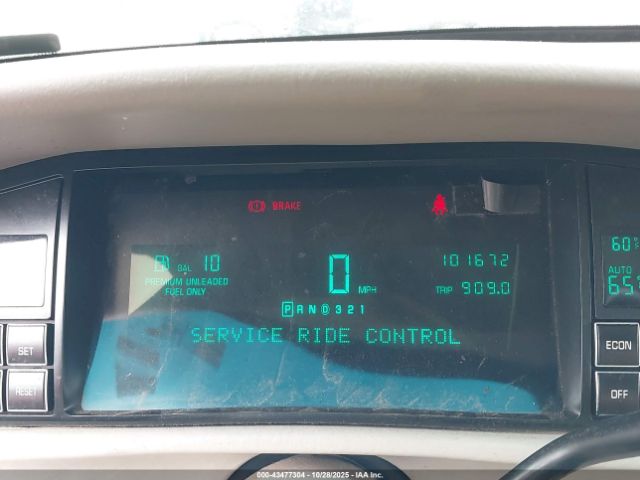 BRAKE
GAL 10
PREMIUM UNLEADED
FUEL ONLY
0 MPH
101672
TRIP 909.0
P R N D 3 2 1
SERVICE RIDE CONTROL
SET
RESET
60°
AUTO
65°
ECON
OFF
000-43477304 - 10/28/2025 - IAA, Inc.